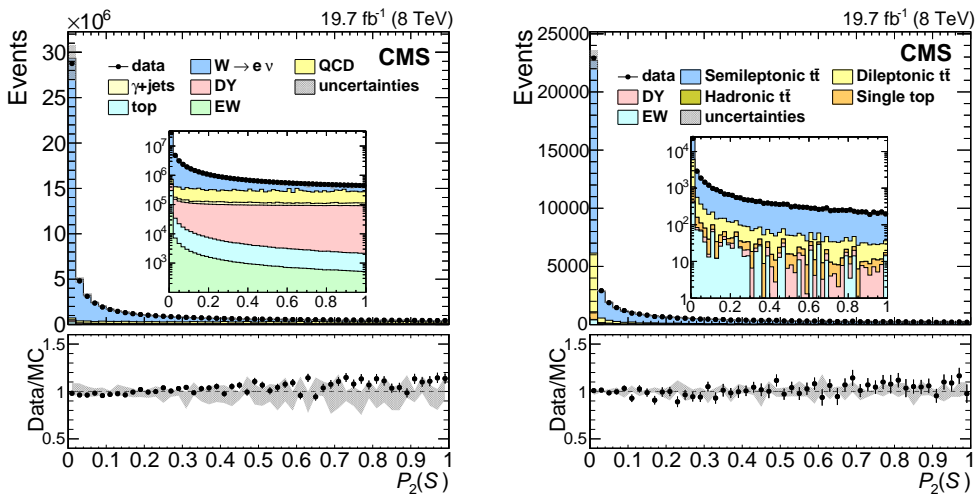 ×10⁶
19.7 fb⁻¹ (8 TeV)
Events
CMS
data
W → e ν
QCD
γ+jets
DY
uncertainties
top
EW
30
25
20
15
10
5
0
10⁷
10⁶
10⁵
10⁴
10³
0 0.2 0.4 0.6 0.8 1
Data/MC
1.5
1.0
0.5
0 0.1 0.2 0.3 0.4 0.5 0.6 0.7 0.8 0.9 1
P₂(S)
19.7 fb⁻¹ (8 TeV)
Events
CMS
data
Semileptonic tt̄
Dileptonic tt̄
DY
Hadronic tt̄
Single top
EW
uncertainties
25000
20000
15000
10000
5000
0
10⁴
10³
10²
10
1
0 0.2 0.4 0.6 0.8 1
Data/MC
1.5
1.0
0.5
0 0.1 0.2 0.3 0.4 0.5 0.6 0.7 0.8 0.9 1
P₂(S)